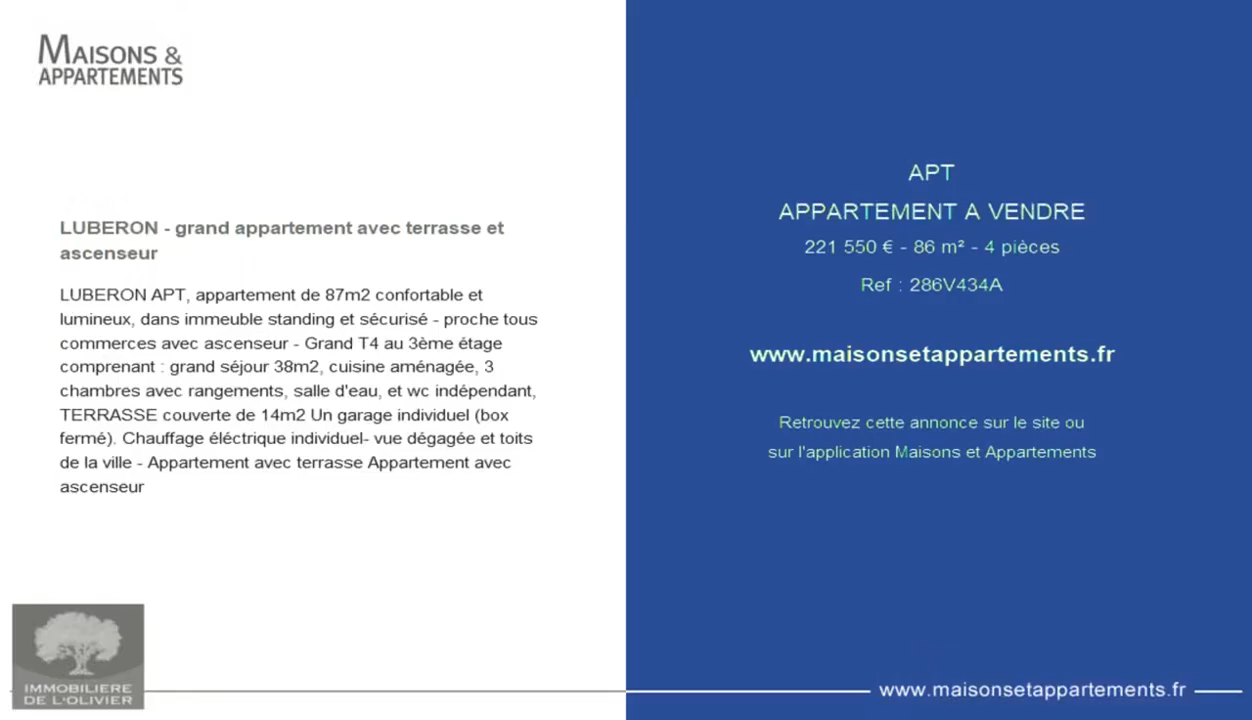 MAISONS &
APPARTEMENTS
LUBERON - grand appartement avec terrasse et
ascenseur
LUBERON APT, appartement de 87m2 confortable et
lumineux, dans immeuble standing et sécurisé - proche tous
commerces avec ascenseur - Grand T4 au 3ème étage
comprenant : grand séjour 38m2, cuisine aménagée, 3
chambres avec rangements, salle d'eau, et wc indépendant,
TERRASSE couverte de 14m2 Un garage individuel (box
fermé). Chauffage éléctrique individuel- vue dégagée et toits
de la ville - Appartement avec terrasse Appartement avec
ascenseur
IMMOBILIERE
DE L'OLIVIER
APT
APPARTEMENT A VENDRE
221 550 € - 86 m² - 4 pièces
Ref : 286V434A
www.maisonsetappartements.fr
Retrouvez cette annonce sur le site ou
sur l'application Maisons et Appartements
www.maisonsetappartements.fr